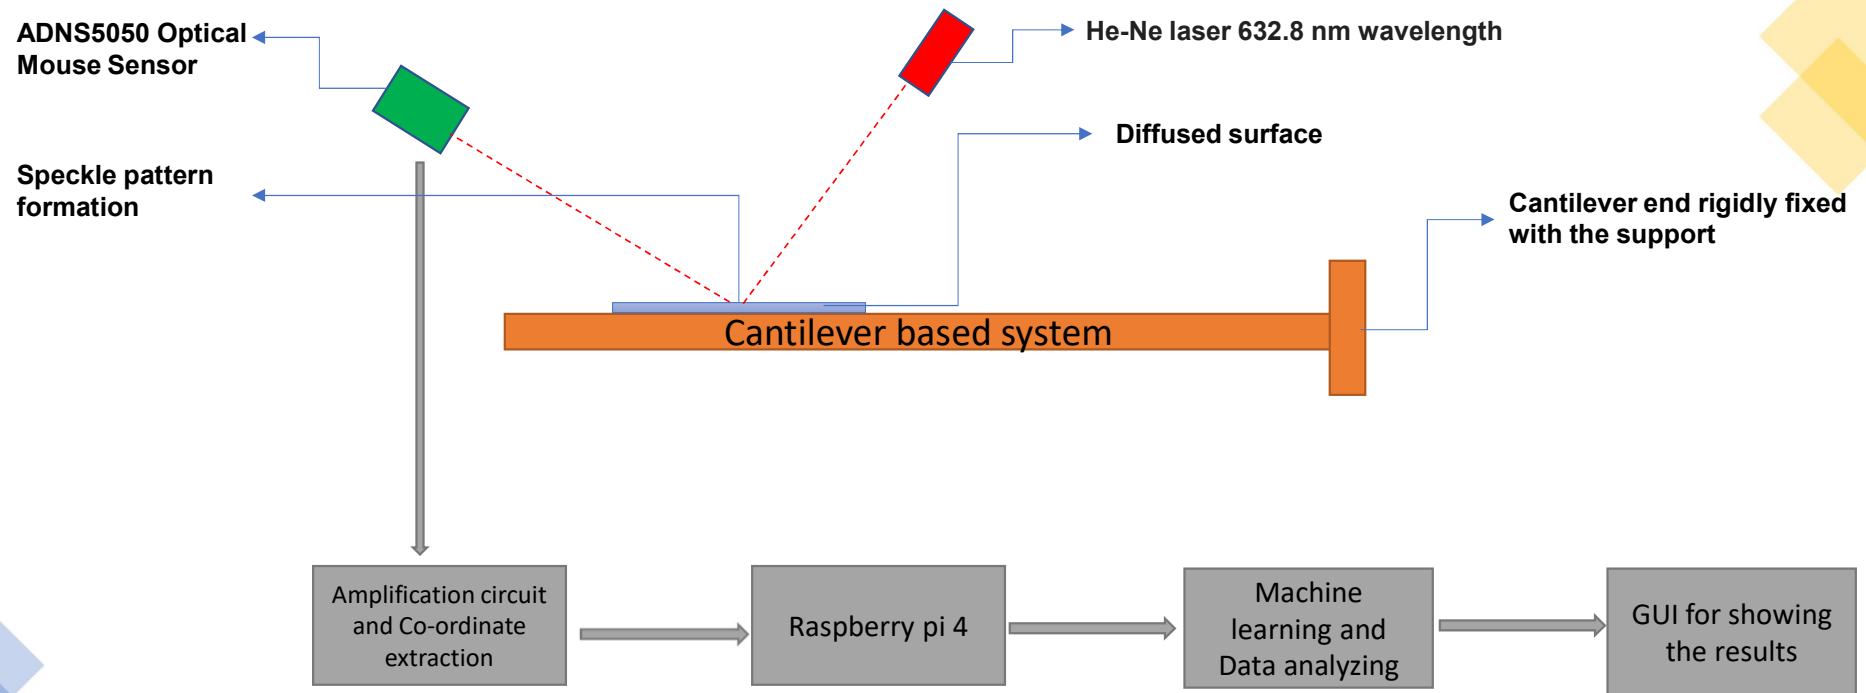 ADNS5050 Optical
Mouse Sensor
He-Ne laser 632.8 nm wavelength
Diffused surface
Speckle pattern
formation
Cantilever end rigidly fixed
with the support
Cantilever based system
Amplification circuit
and Co-ordinate
extraction
Raspberry pi 4
Machine
learning and
Data analyzing
GUI for showing
the results